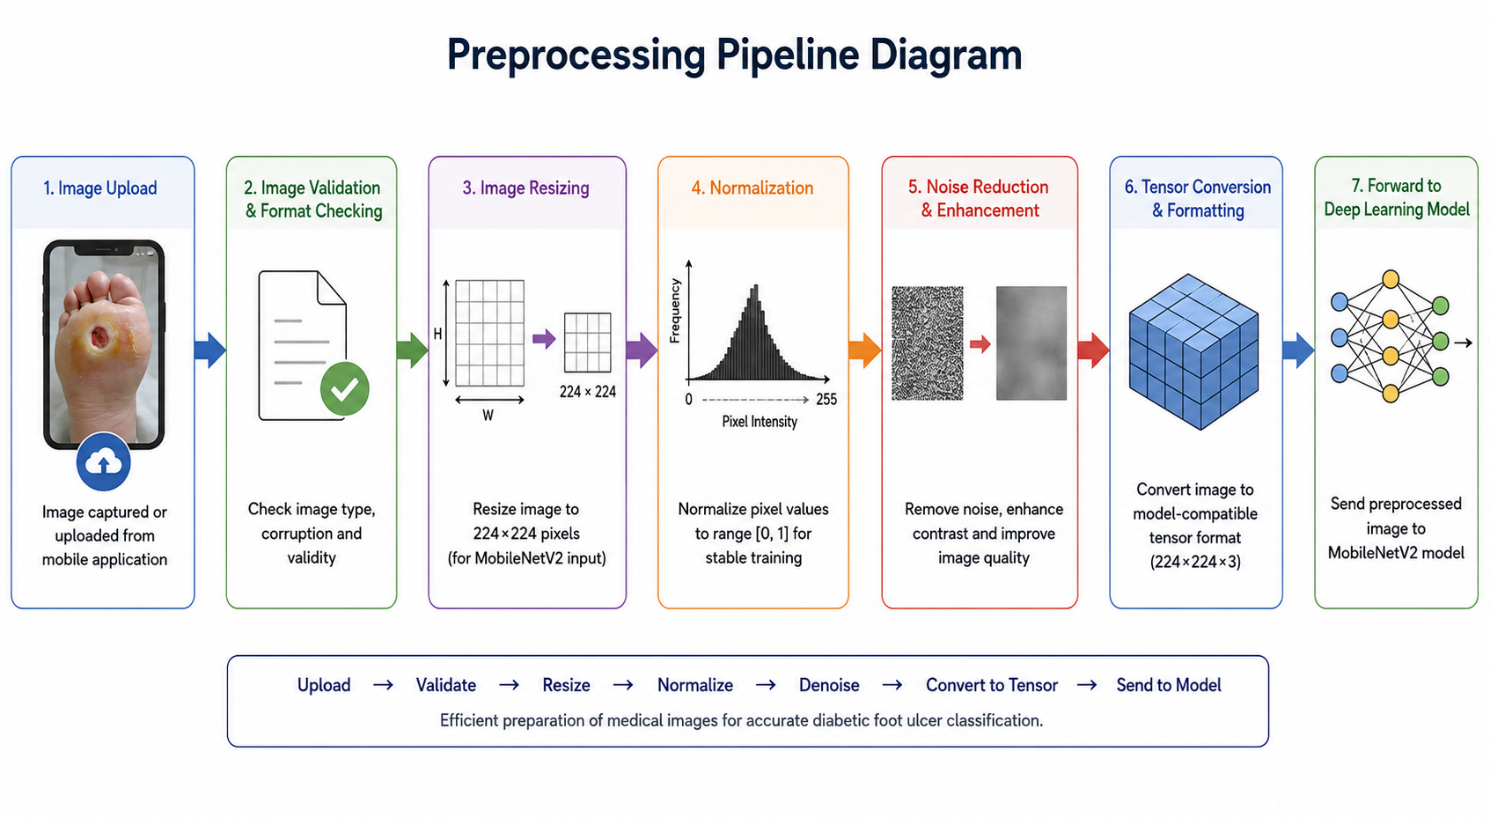 Preprocessing Pipeline Diagram
1. Image Upload
Image captured or
uploaded from
mobile application
2. Image Validation
& Format Checking
Check image type,
corruption and
validity
3. Image Resizing
H
W
224 × 224
Resize image to
224×224 pixels
(for MobileNetV2 input)
4. Normalization
Frequency
0
255
Pixel Intensity
Normalize pixel values
to range [0, 1] for
stable training
5. Noise Reduction
& Enhancement
Remove noise, enhance
contrast and improve
image quality
6. Tensor Conversion
& Formatting
Convert image to
model-compatible
tensor format
(224×224×3)
7. Forward to
Deep Learning Model
Send preprocessed
image to
MobileNetV2 model
Upload → Validate → Resize → Normalize → Denoise → Convert to Tensor → Send to Model
Efficient preparation of medical images for accurate diabetic foot ulcer classification.